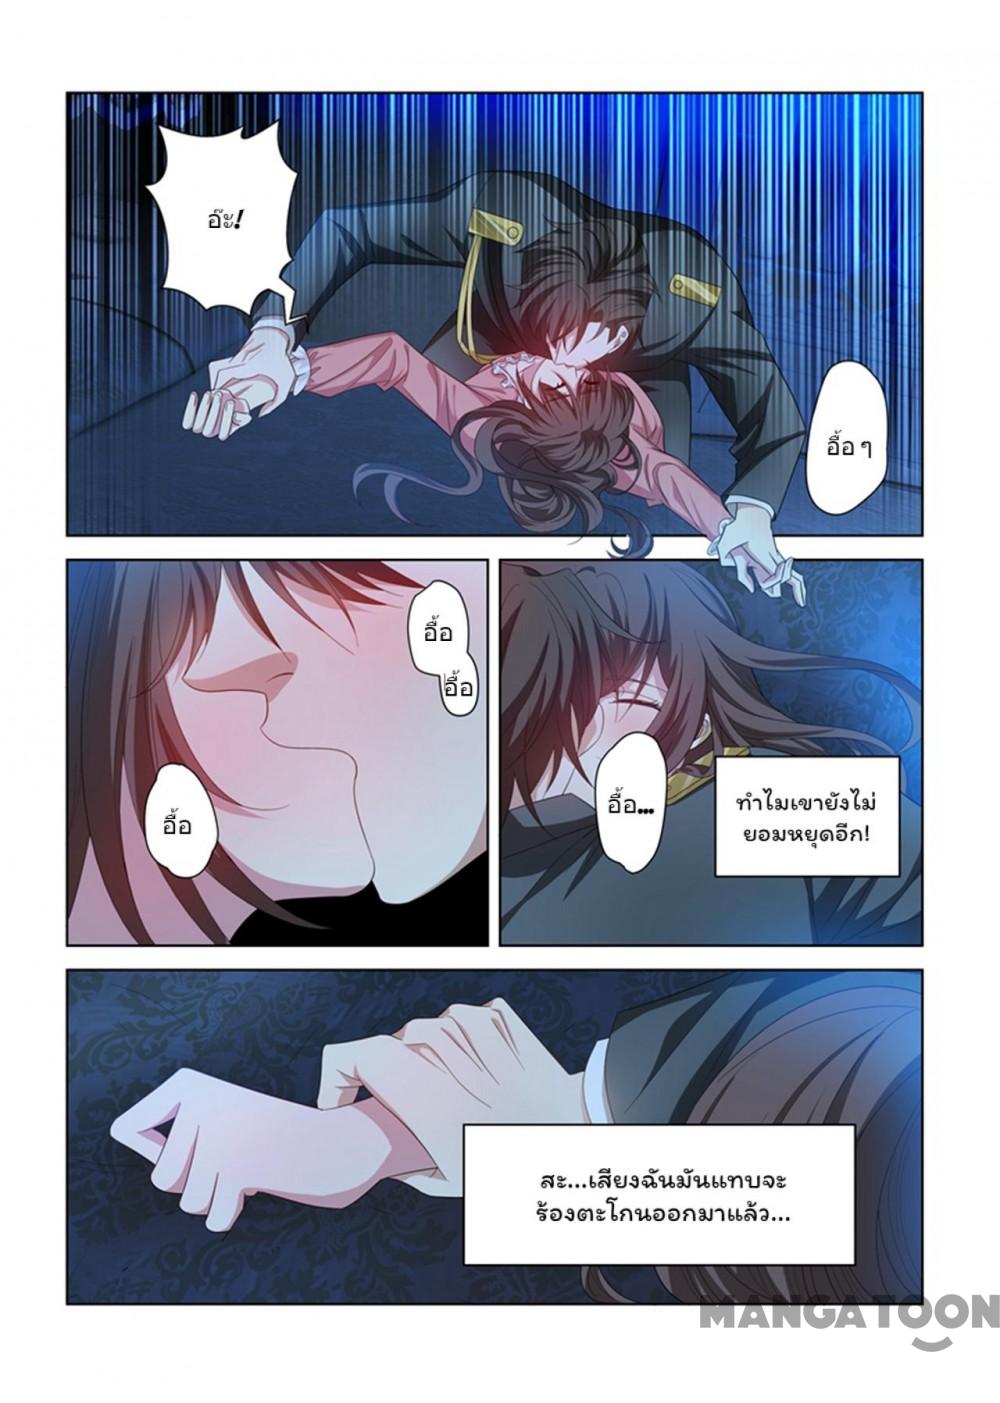 อ๊ะ!
อื้อๆ
อื้อ
อื้อ
อื้อ
อื้อ...
ทำไมเขายังไม่
ยอมหยุดอีก!
สะ...เสียงฉันมันแทบจะ
ร้องตะโกนออกมาแล้ว...
MANGATOON